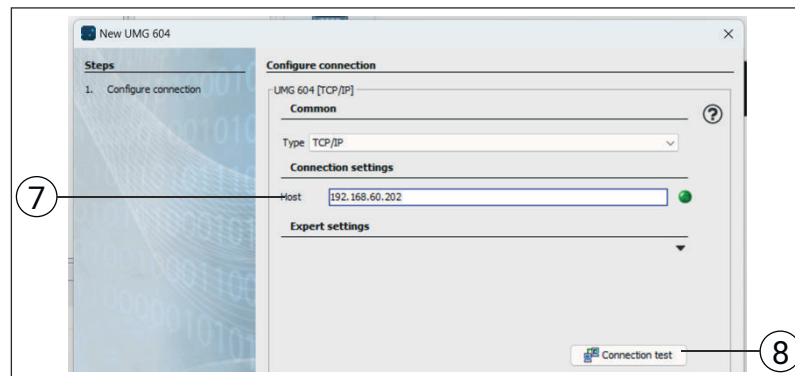 New UMG 604
Steps
1. Configure connection
Configure connection
UMG 604 [TCP/IP]
Common
?
Type TCP/IP
Connection settings
7
Host 192.168.60.202
Expert settings
Connection test
8